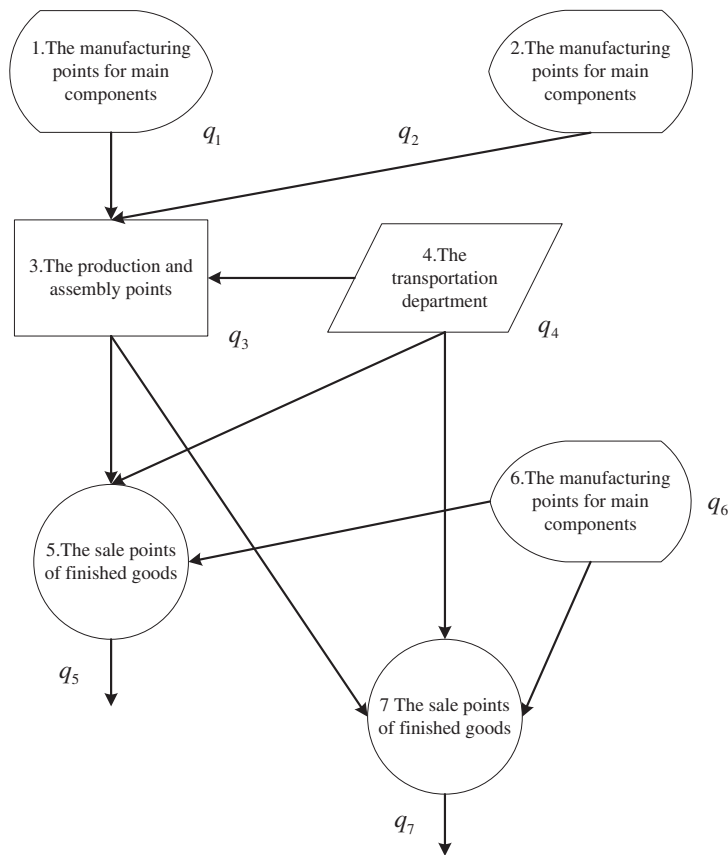 1.The manufacturing
points for main
components
2.The manufacturing
points for main
components
q1
q2
3.The production and
assembly points
4.The
transportation
department
q3
q4
6.The manufacturing
points for main
components
q6
5.The sale points
of finished goods
q5
7 The sale points
of finished goods
q7